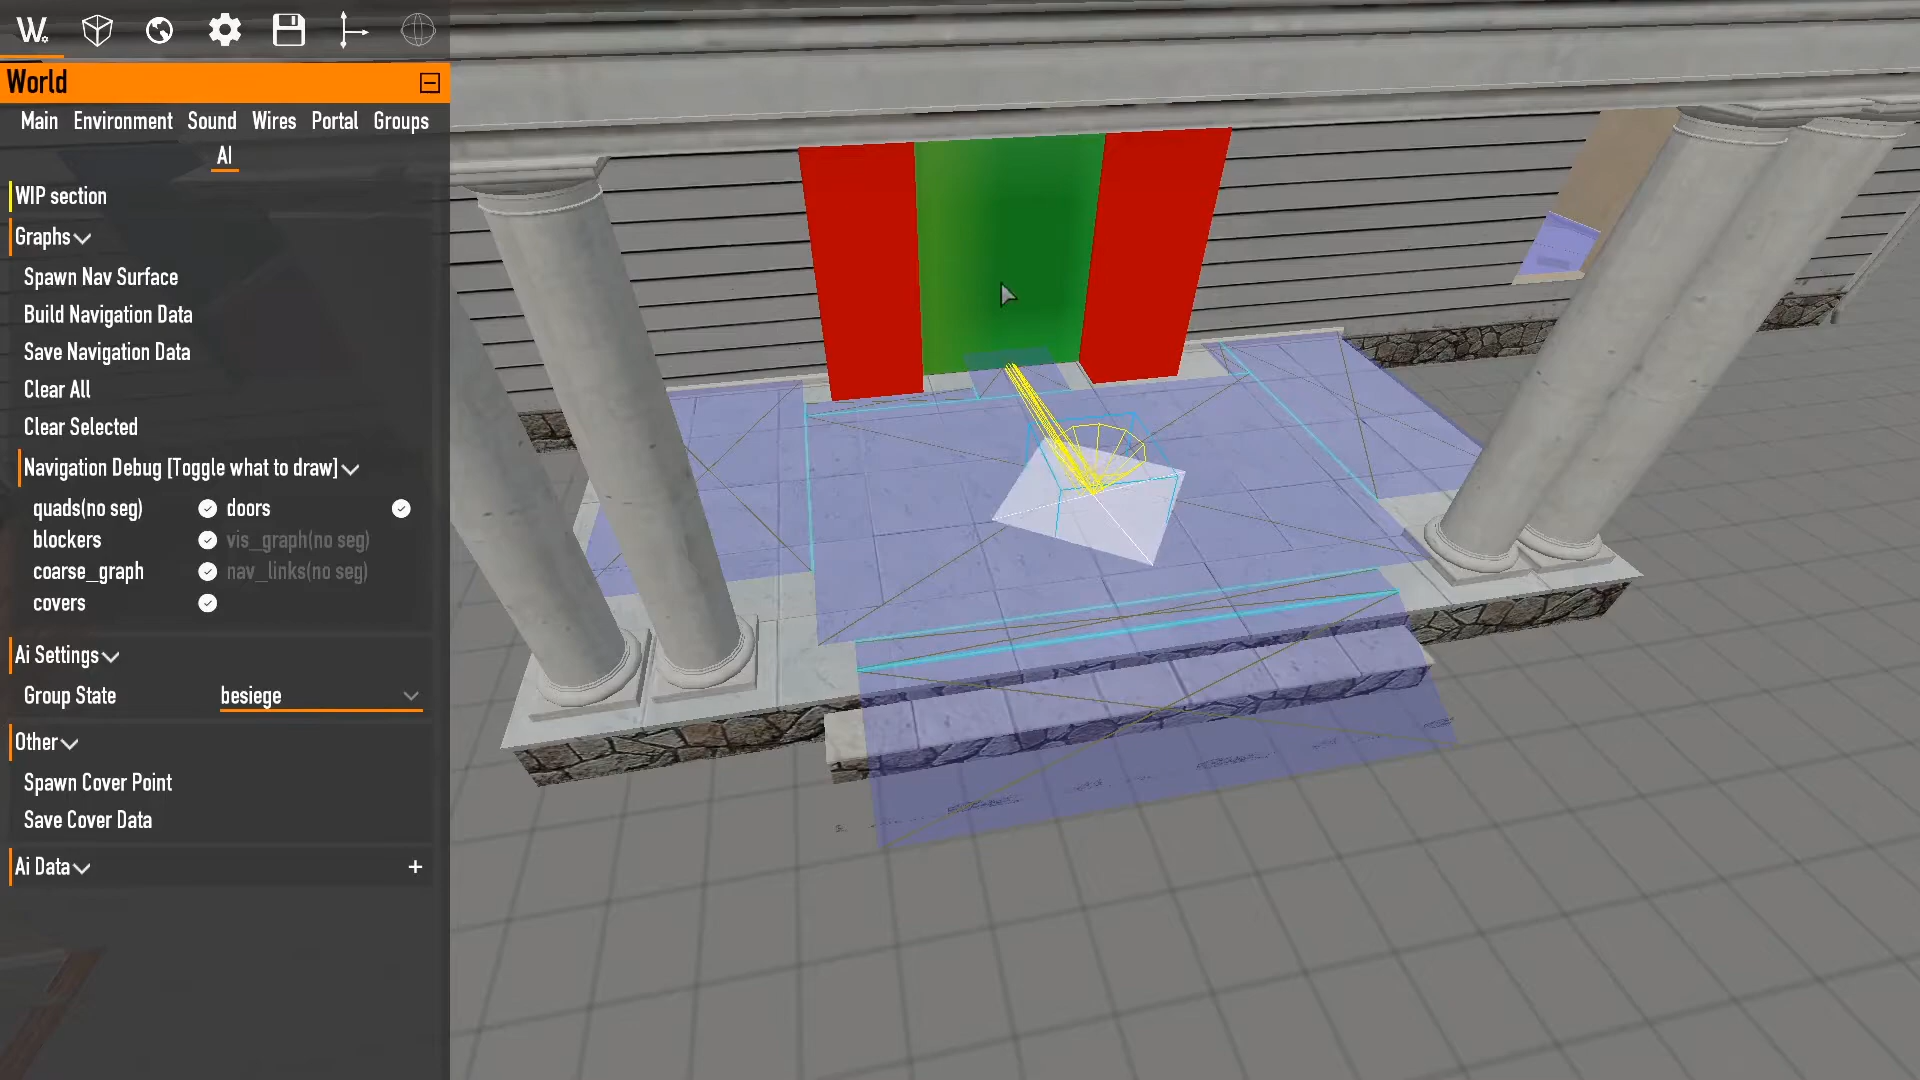 W.
World
Main Environment Sound Wires Portal Groups
AI
WIP section
Graphs
Spawn Nav Surface
Build Navigation Data
Save Navigation Data
Clear All
Clear Selected
Navigation Debug [Toggle what to draw]
quads(no seg) doors
blockers vis_graph(no seg)
coarse_graph nav_links(no seg)
covers
Ai Settings
Group State besiege
Other
Spawn Cover Point
Save Cover Data
Ai Data +